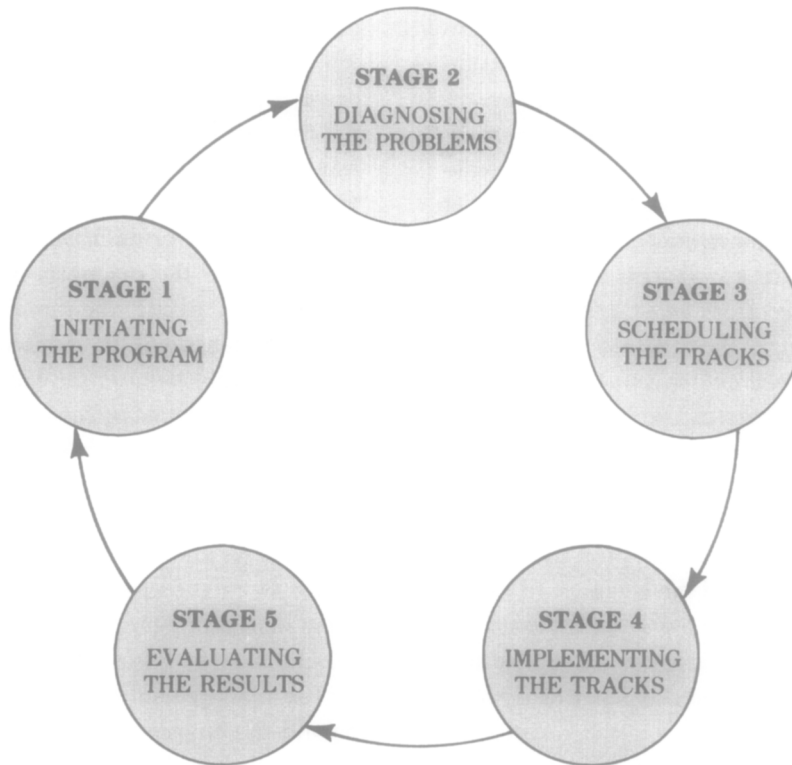 STAGE 1
INITIATING
THE PROGRAM
STAGE 2
DIAGNOSING
THE PROBLEMS
STAGE 3
SCHEDULING
THE TRACKS
STAGE 4
IMPLEMENTING
THE TRACKS
STAGE 5
EVALUATING
THE RESULTS